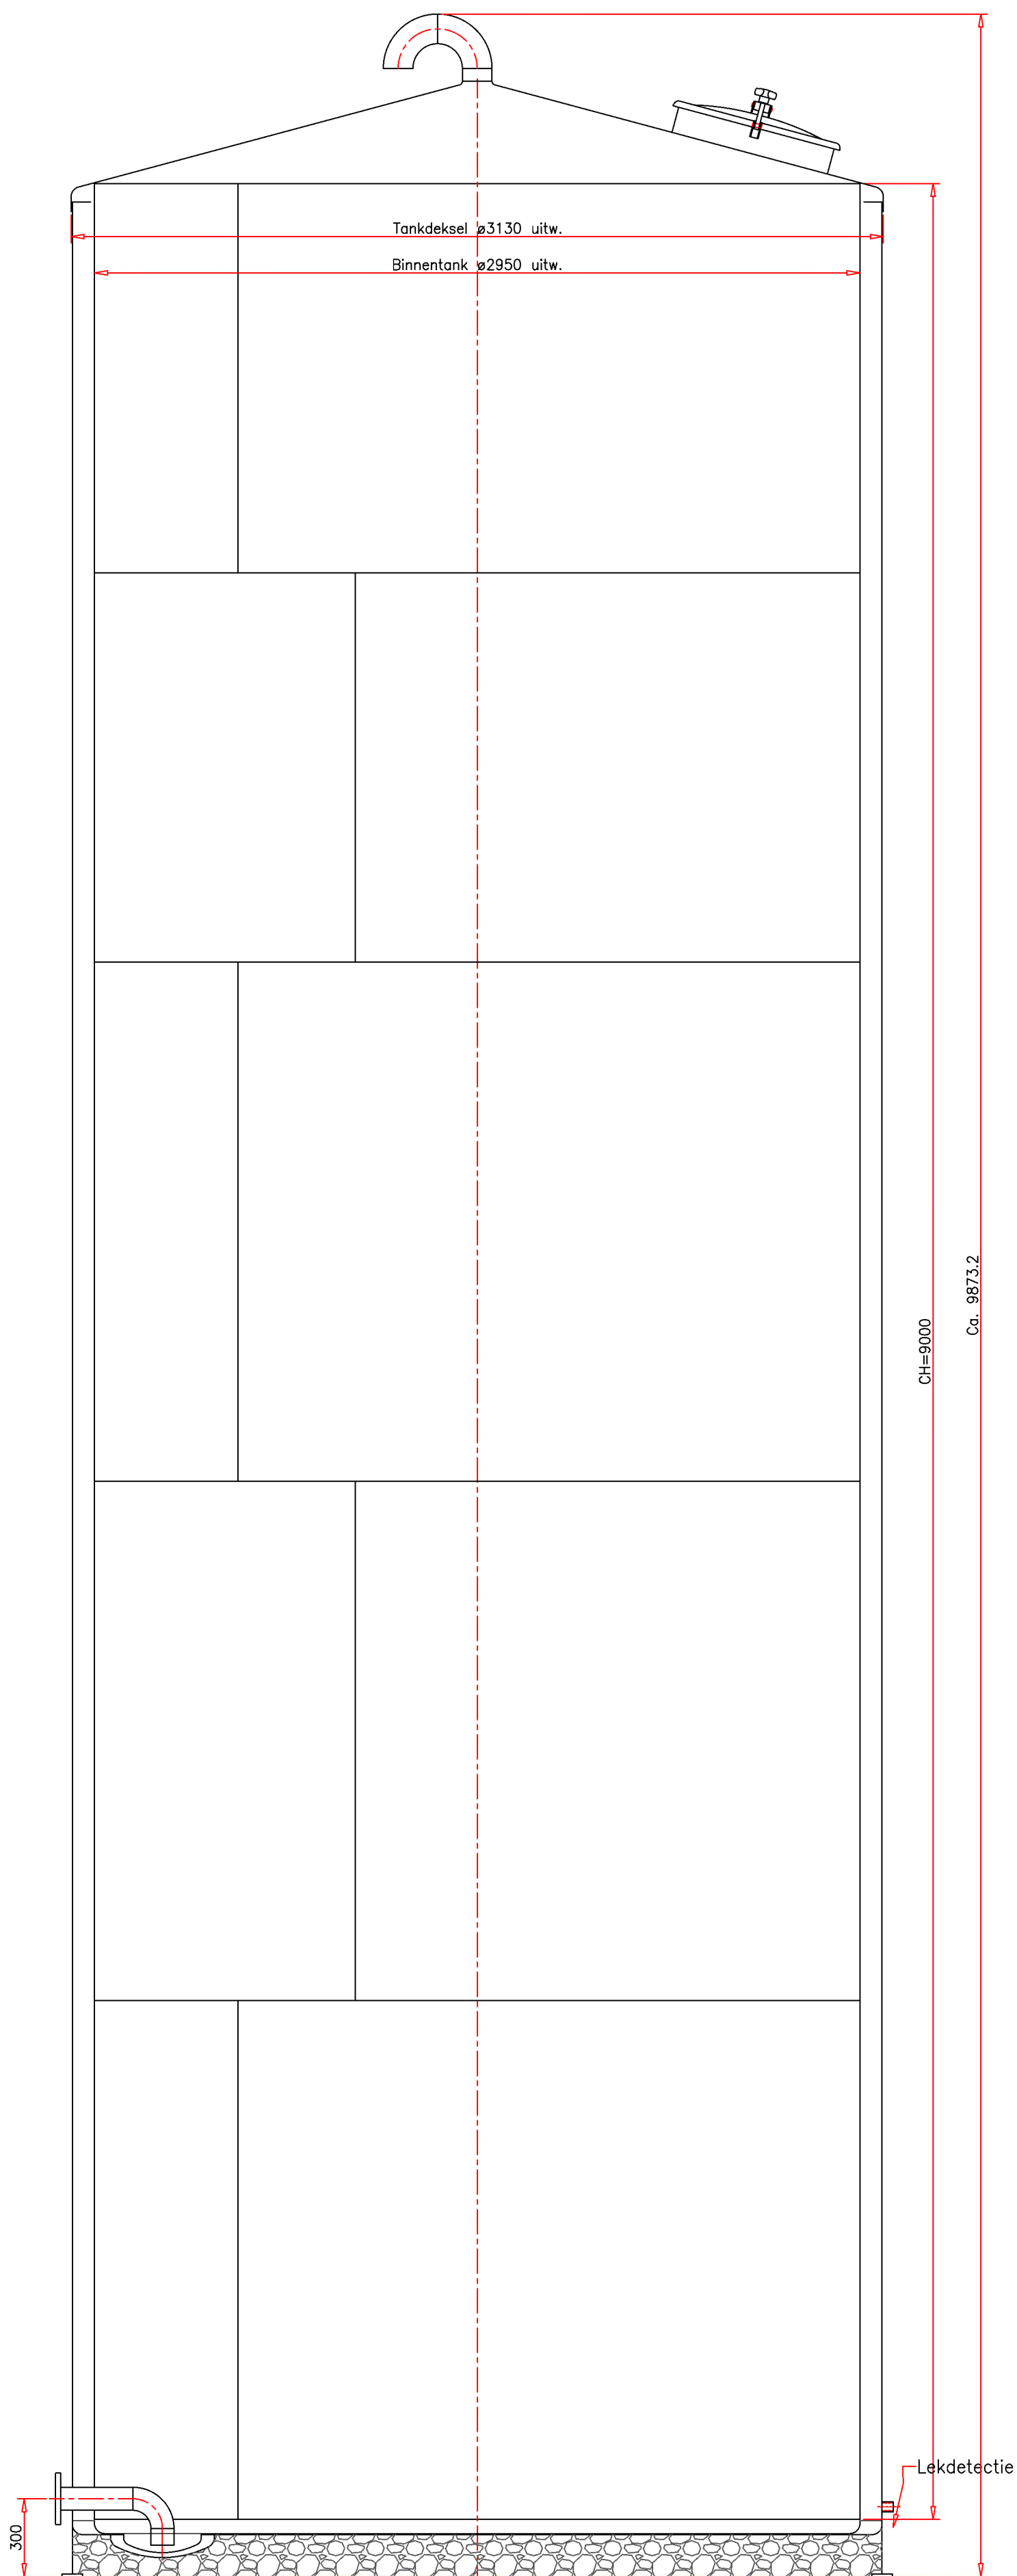 Tankdeksel ø3130 uitw.
Binnentank ø2950 uitw.
Ca. 9873.2
CH=9000
Lekdetectie
300